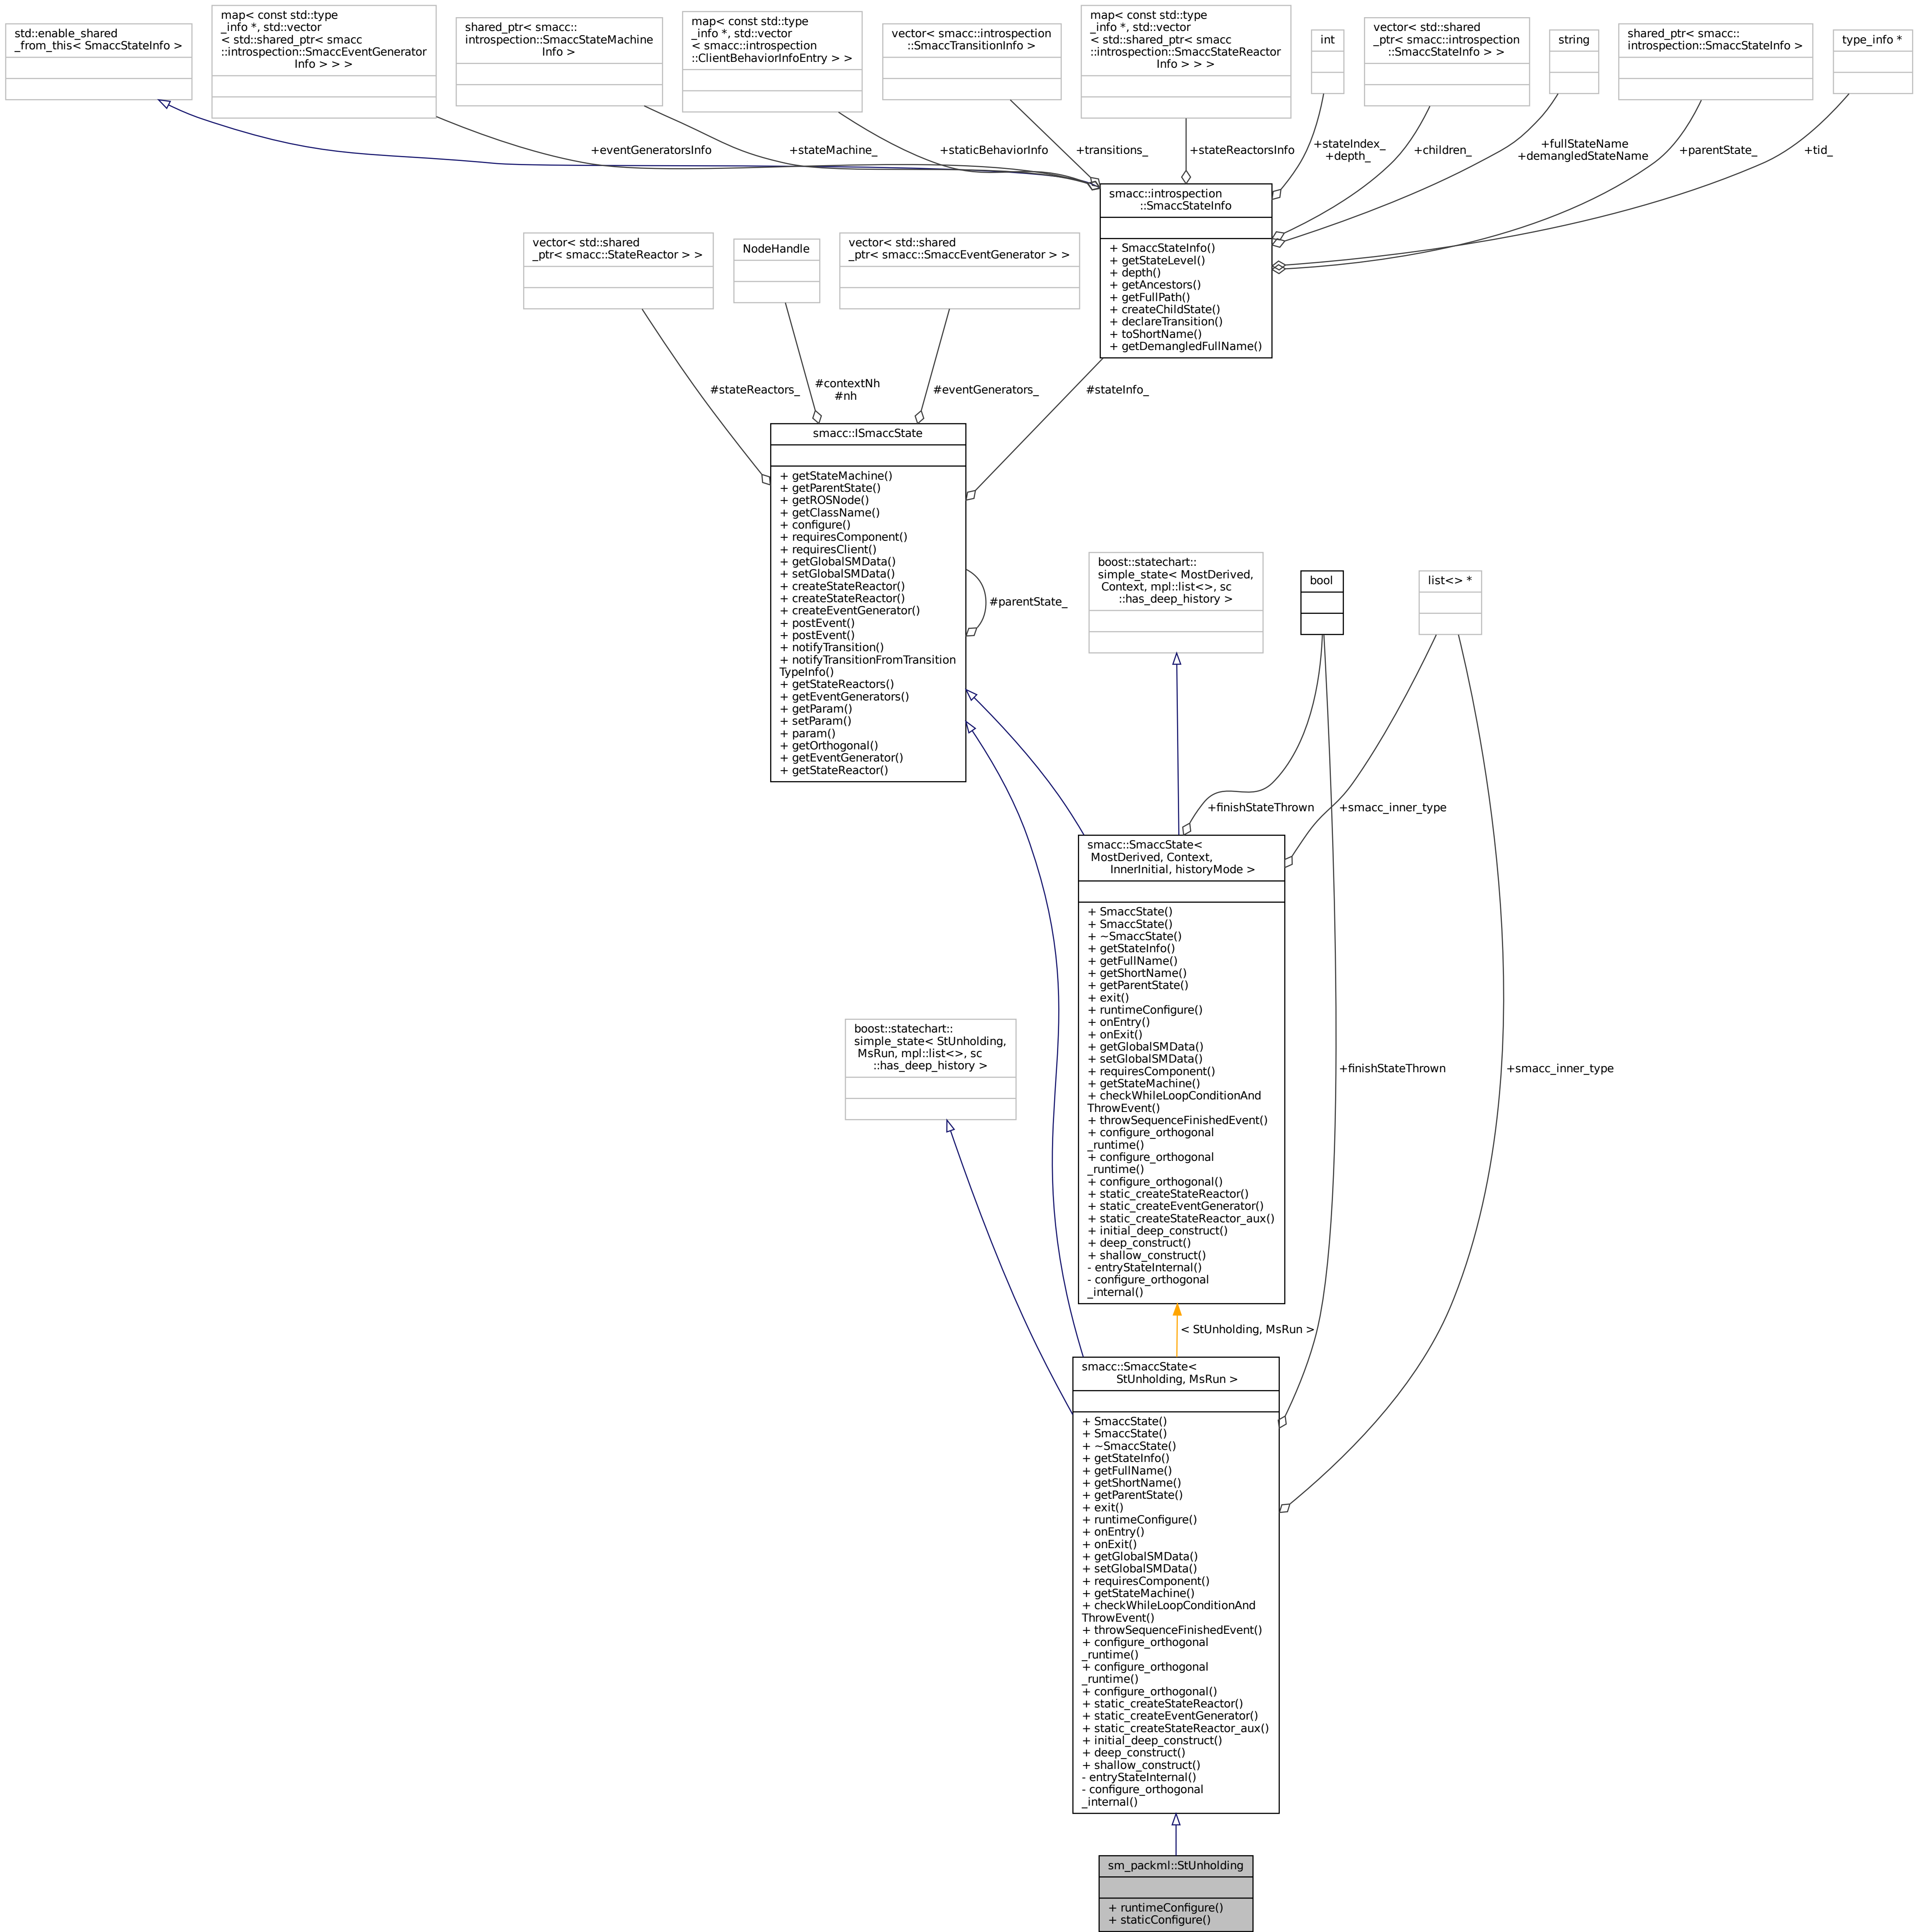 std::enable_shared
_from_this< SmaccStateInfo >
map< const std::type
_info *, std::vector
< std::shared_ptr< smacc
::introspection::SmaccEventGenerator
Info > > >
shared_ptr< smacc::
introspection::SmaccStateMachine
Info >
map< const std::type
_info *, std::vector
< smacc::introspection
::ClientBehaviorInfoEntry > >
vector< smacc::introspection
::SmaccTransitionInfo >
map< const std::type
_info *, std::vector
< std::shared_ptr< smacc
::introspection::SmaccStateReactor
Info > > >
int
vector< std::shared
_ptr< smacc::introspection
::SmaccStateInfo > >
string
shared_ptr< smacc::
introspection::SmaccStateInfo >
type_info *
+eventGeneratorsInfo
+stateMachine_
+staticBehaviorInfo
+transitions_
+stateReactorsInfo
+stateIndex_
+depth_
+children_
+fullStateName
+demangledStateName
+parentState_
+tid_
smacc::introspection
::SmaccStateInfo
+ SmaccStateInfo()
+ getStateLevel()
+ depth()
+ getAncestors()
+ getFullPath()
+ createChildState()
+ declareTransition()
+ toShortName()
+ getDemangledFullName()
vector< std::shared
_ptr< smacc::StateReactor > >
NodeHandle
vector< std::shared
_ptr< smacc::SmaccEventGenerator > >
#stateReactors_
#contextNh
#nh
#eventGenerators_
#stateInfo_
smacc::ISmaccState
+ getStateMachine()
+ getParentState()
+ getROSNode()
+ getClassName()
+ configure()
+ requiresComponent()
+ requiresClient()
+ getGlobalSMData()
+ setGlobalSMData()
+ createStateReactor()
+ createStateReactor()
+ createEventGenerator()
+ postEvent()
+ postEvent()
+ notifyTransition()
+ notifyTransitionFromTransition
TypeInfo()
+ getStateReactors()
+ getEventGenerators()
+ getParam()
+ setParam()
+ param()
+ getOrthogonal()
+ getEventGenerator()
+ getStateReactor()
#parentState_
boost::statechart::
simple_state< MostDerived,
Context, mpl::list<>, sc
::has_deep_history >
bool
list<> *
+finishStateThrown
+smacc_inner_type
smacc::SmaccState<
MostDerived, Context,
InnerInitial, historyMode >
+ SmaccState()
+ SmaccState()
+ ~SmaccState()
+ getStateInfo()
+ getFullName()
+ getShortName()
+ getParentState()
+ exit()
+ runtimeConfigure()
+ onEntry()
+ onExit()
+ getGlobalSMData()
+ setGlobalSMData()
+ requiresComponent()
+ getStateMachine()
+ checkWhileLoopConditionAnd
ThrowEvent()
+ throwSequenceFinishedEvent()
+ configure_orthogonal
_runtime()
+ configure_orthogonal
_runtime()
+ configure_orthogonal()
+ static_createStateReactor()
+ static_createEventGenerator()
+ static_createStateReactor_aux()
+ initial_deep_construct()
+ deep_construct()
+ shallow_construct()
- entryStateInternal()
- configure_orthogonal
_internal()
boost::statechart::
simple_state< StUnholding,
MsRun, mpl::list<>, sc
::has_deep_history >
+finishStateThrown
+smacc_inner_type
< StUnholding, MsRun >
smacc::SmaccState<
StUnholding, MsRun >
+ SmaccState()
+ SmaccState()
+ ~SmaccState()
+ getStateInfo()
+ getFullName()
+ getShortName()
+ getParentState()
+ exit()
+ runtimeConfigure()
+ onEntry()
+ onExit()
+ getGlobalSMData()
+ setGlobalSMData()
+ requiresComponent()
+ getStateMachine()
+ checkWhileLoopConditionAnd
ThrowEvent()
+ throwSequenceFinishedEvent()
+ configure_orthogonal
_runtime()
+ configure_orthogonal
_runtime()
+ configure_orthogonal()
+ static_createStateReactor()
+ static_createEventGenerator()
+ static_createStateReactor_aux()
+ initial_deep_construct()
+ deep_construct()
+ shallow_construct()
- entryStateInternal()
- configure_orthogonal
_internal()
sm_packml::StUnholding
+ runtimeConfigure()
+ staticConfigure()